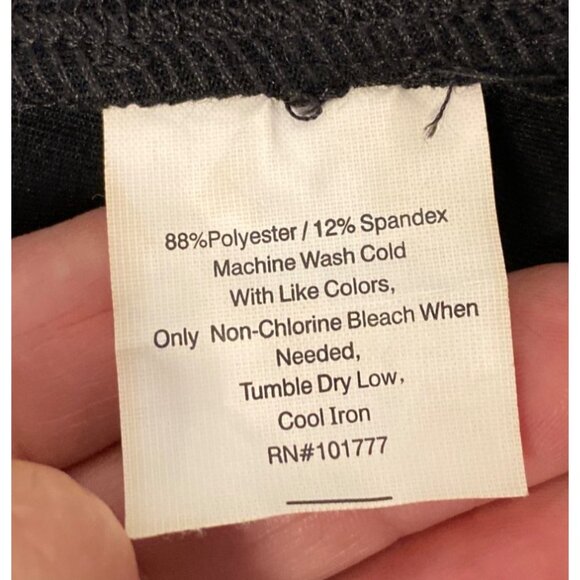 88%Polyester / 12% Spandex
Machine Wash Cold
With Like Colors,
Only Non-Chlorine Bleach When
Needed,
Tumble Dry Low,
Cool Iron
RN#101777